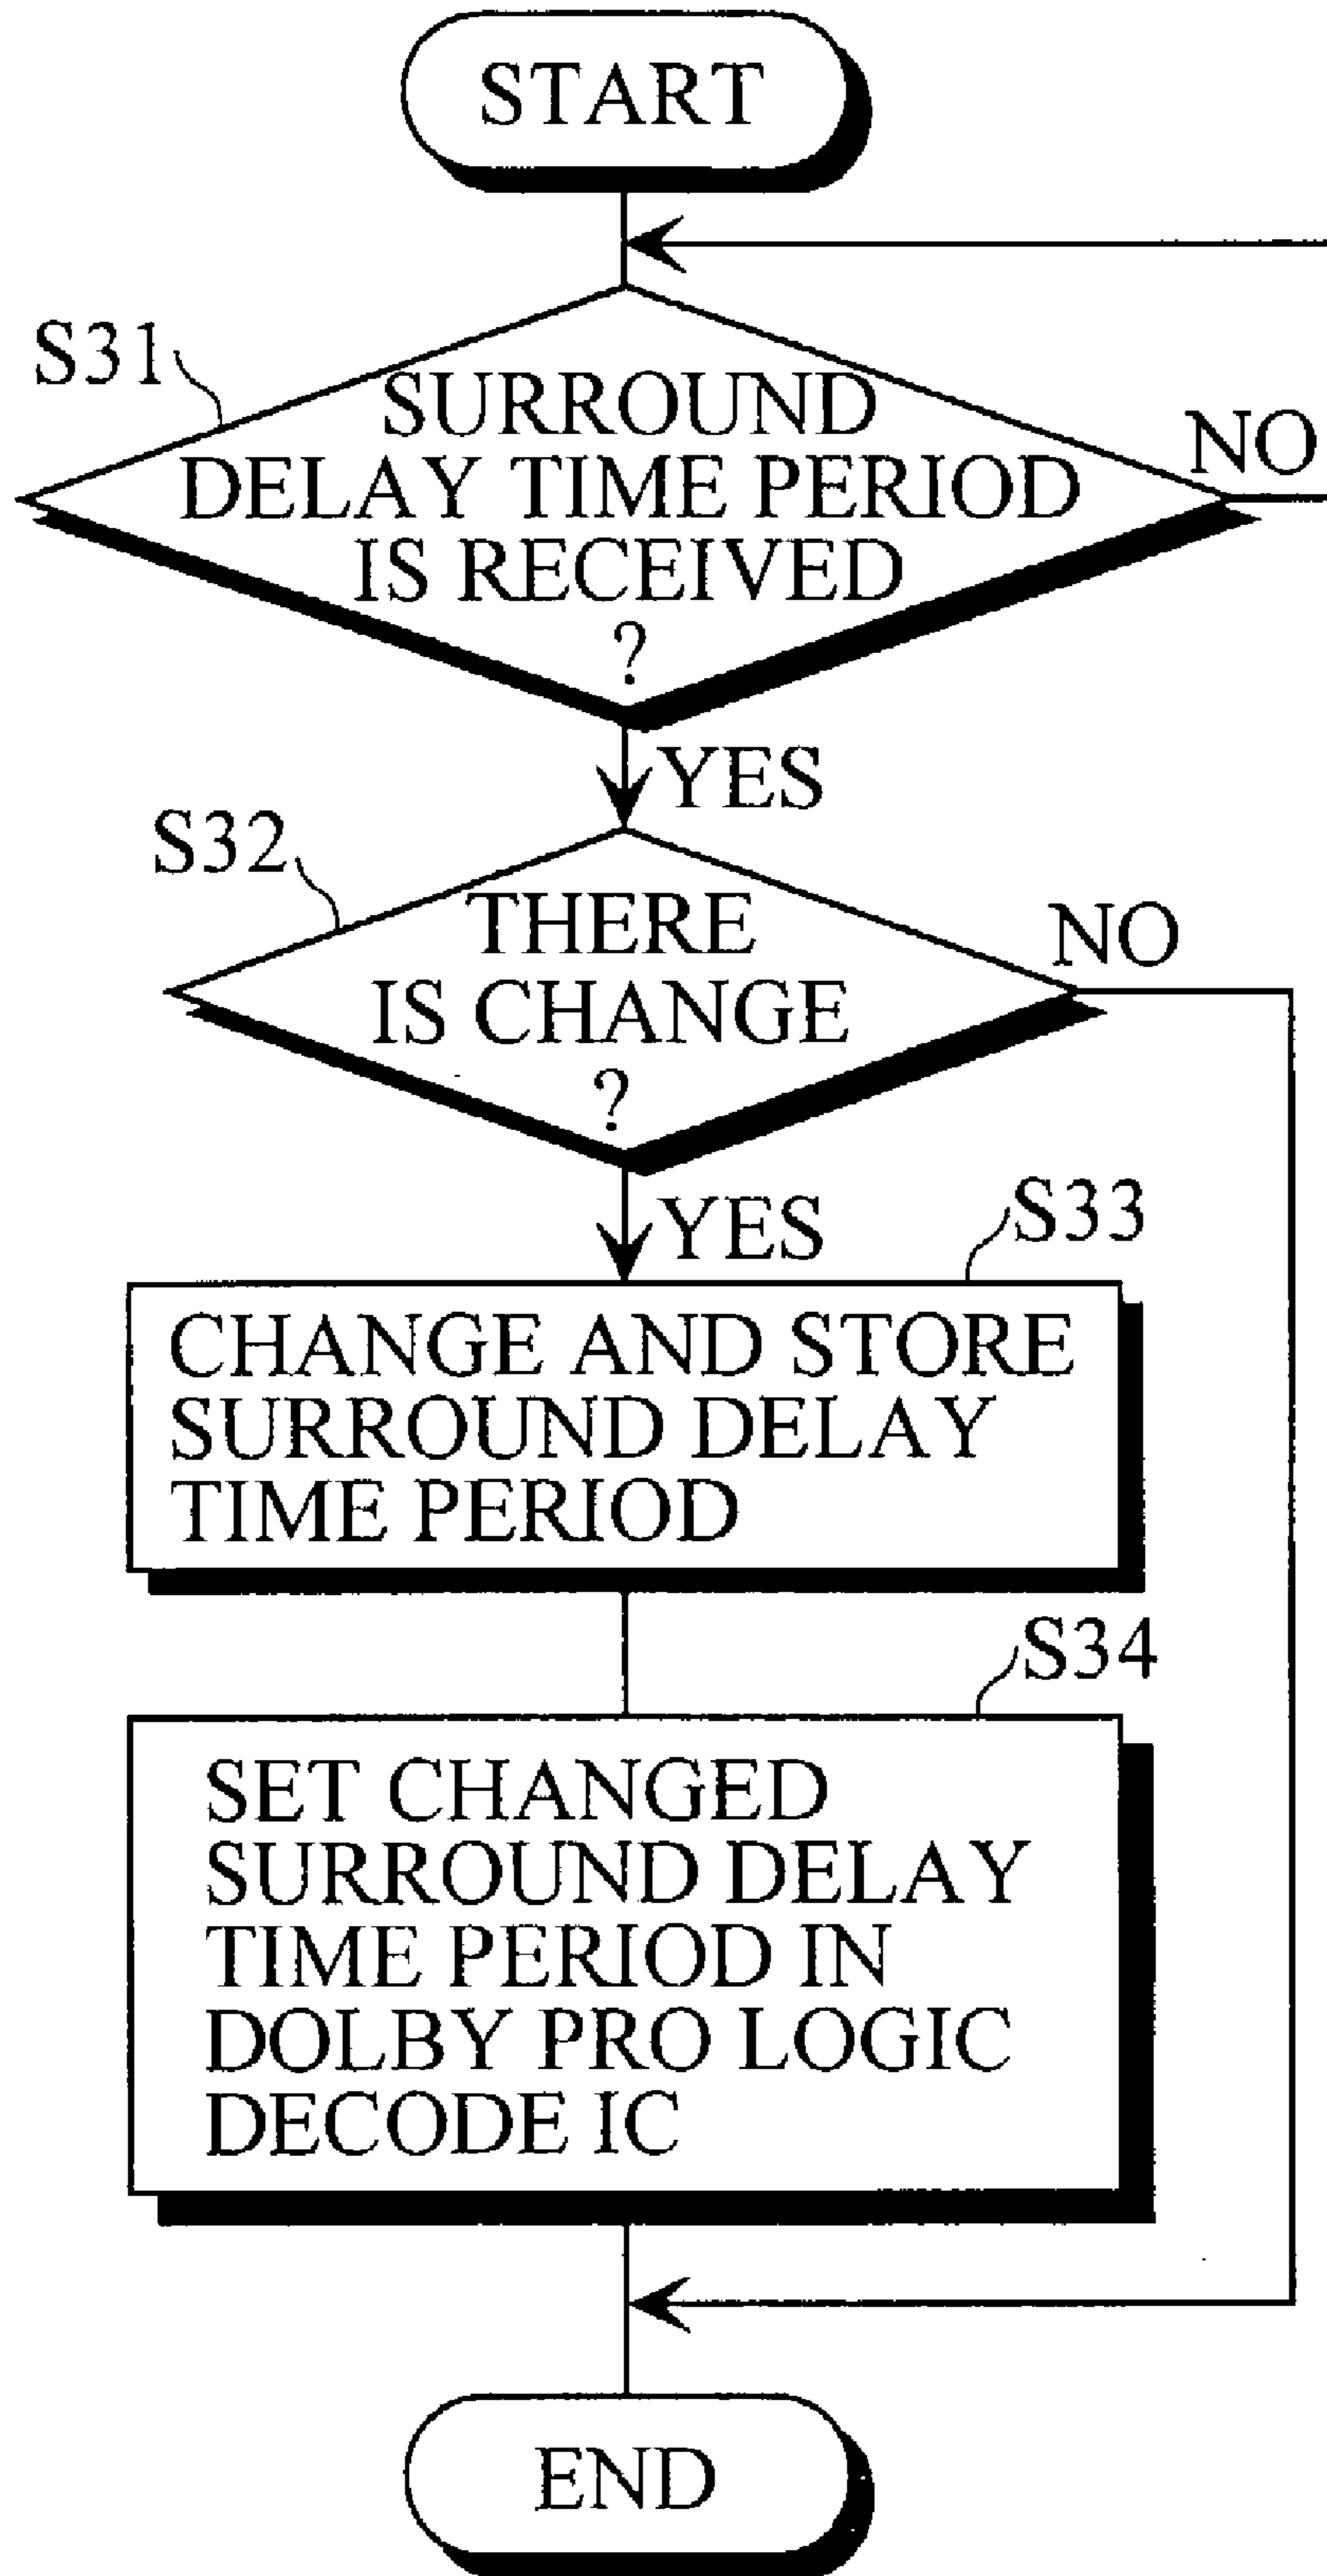 START
S31
SURROUND
DELAY TIME PERIOD
IS RECEIVED
?
NO
YES
S32
THERE
IS CHANGE
?
NO
YES
S33
CHANGE AND STORE
SURROUND DELAY
TIME PERIOD
S34
SET CHANGED
SURROUND DELAY
TIME PERIOD IN
DOLBY PRO LOGIC
DECODE IC
END